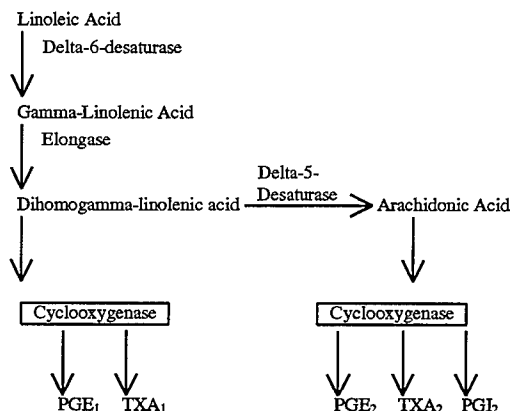 Linoleic Acid
Delta-6-desaturase
Gamma-Linolenic Acid
Elongase
Delta-5-
Desaturase
Dihomogamma-linolenic acid
Arachidonic Acid
Cyclooxygenase
Cyclooxygenase
PGE₁ TXA₁
PGE₂ TXA₂ PGI₂